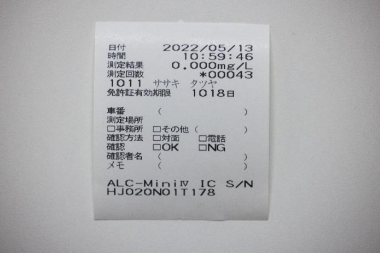 日付 2022/05/13
時間 10:59:46
測定結果 0.000mg/L
測定回数 *00043
1011 ササキ タツヤ
免許証有効期限 1018日
車番 (
測定場所
□事務所 □その他(
確認方法 □対面 □電話
確認 □OK □NG
確認者名(
メモ (
ALC-MiniⅣ IC S/N
HJ020N01T178